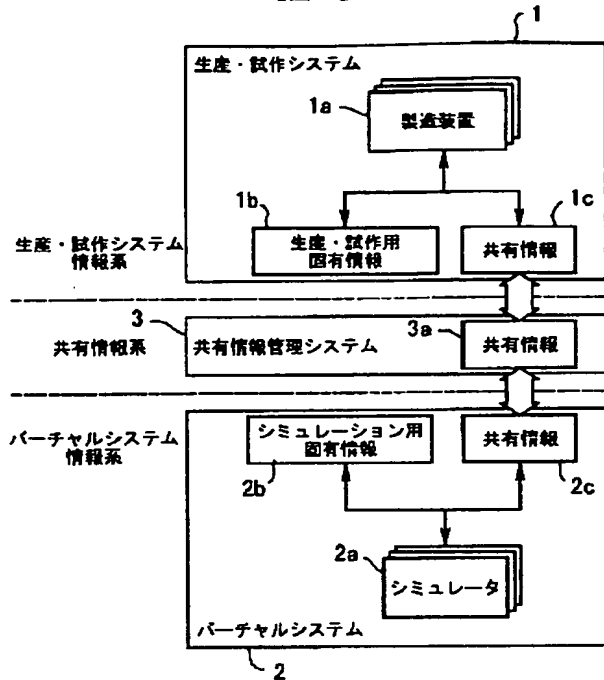 1
生産・試作システム
1a
製造装置
1b
1c
生産・試作用
固有情報
共有情報
生産・試作システム
情報系
3
3a
共有情報系
共有情報管理システム
共有情報
バーチャルシステム
情報系
シミュレーション用
固有情報
共有情報
2b
2c
2a
シミュレータ
バーチャルシステム
2